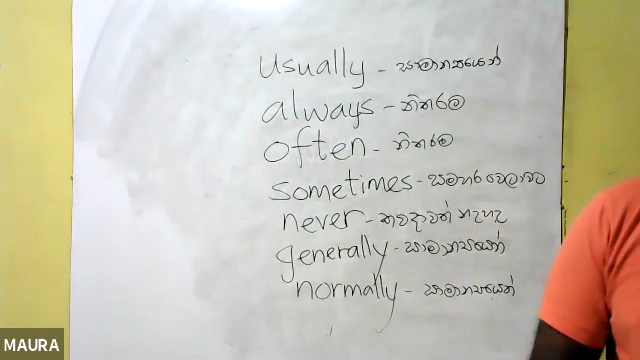 usually - සාමාන්‍යයෙන්
always - නිතරම
often - නිතරම
sometimes - සමහර වෙලාවට
never - කවදාවත් නැහැ
generally - සාමාන්‍යයෙන්
normally - සාමාන්‍යයෙන්
MAURA